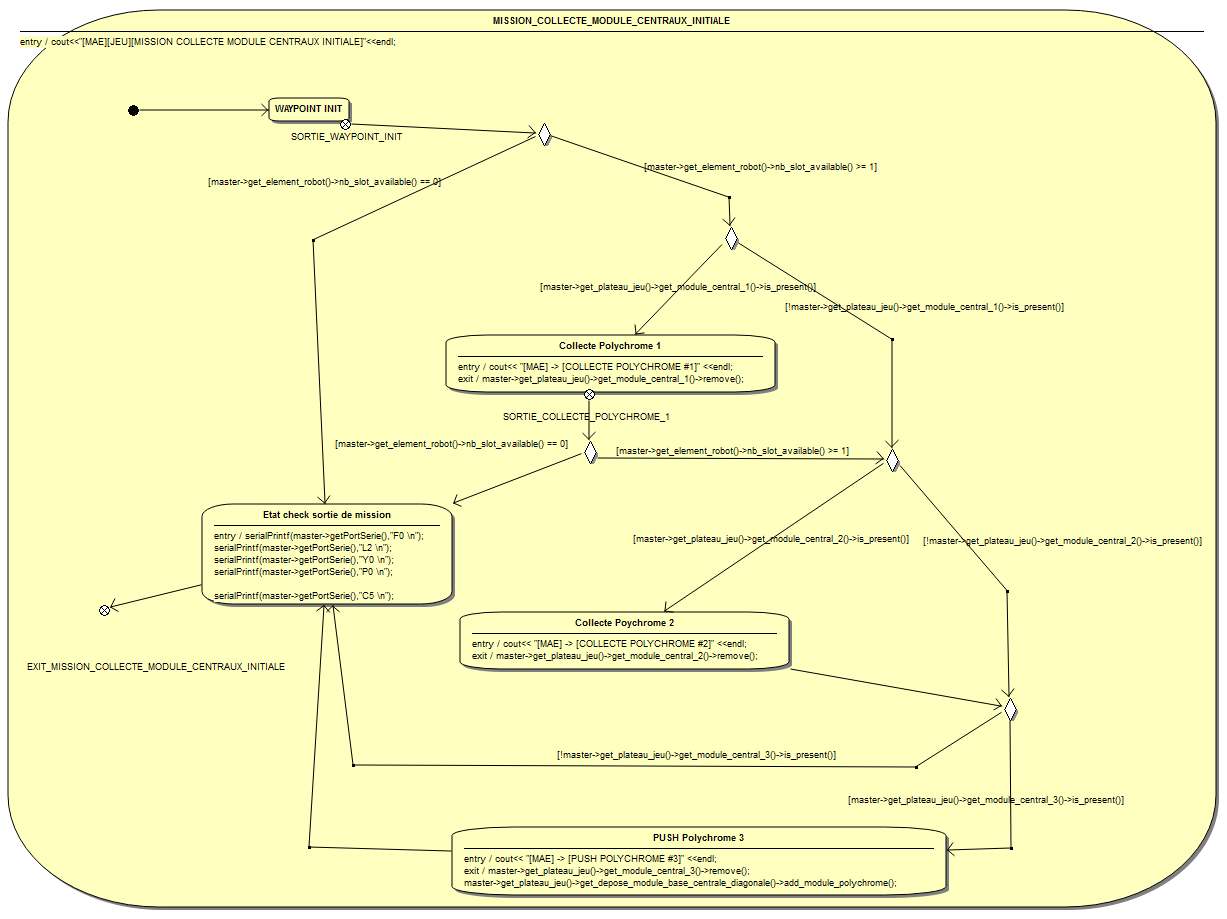 MISSION_COLLECTE_MODULE_CENTRAUX_INITIALE
entry / cout<<"[MAE][JEU][MISSION COLLECTE MODULE CENTRAUX INITIALE]"<<endl;
WAYPOINT INIT
SORTIE_WAYPOINT_INIT
[master->get_element_robot()->nb_slot_available() >= 1]
[master->get_element_robot()->nb_slot_available() == 0]
[master->get_plateau_jeu()->get_module_central_1()->is_present()]
[!master->get_plateau_jeu()->get_module_central_1()->is_present()]
Collecte Polychrome 1
entry / cout<< "[MAE] -> [COLLECTE POLYCHROME #1]" <<endl;
exit / master->get_plateau_jeu()->get_module_central_1()->remove();
SORTIE_COLLECTE_POLYCHROME_1
[master->get_element_robot()->nb_slot_available() == 0]
[master->get_element_robot()->nb_slot_available() >= 1]
Etat check sortie de mission
entry / serialPrintf(master->getPortSerie(),"F0 \n");
serialPrintf(master->getPortSerie(),"L2 \n");
serialPrintf(master->getPortSerie(),"Y0 \n");
serialPrintf(master->getPortSerie(),"P0 \n");
serialPrintf(master->getPortSerie(),"C5 \n");
[master->get_plateau_jeu()->get_module_central_2()->is_present()]
[!master->get_plateau_jeu()->get_module_central_2()->is_present()]
Collecte Poychrome 2
entry / cout<< "[MAE] -> [COLLECTE POLYCHROME #2]" <<endl;
exit / master->get_plateau_jeu()->get_module_central_2()->remove();
EXIT_MISSION_COLLECTE_MODULE_CENTRAUX_INITIALE
[!master->get_plateau_jeu()->get_module_central_3()->is_present()]
[master->get_plateau_jeu()->get_module_central_3()->is_present()]
PUSH Polychrome 3
entry / cout<< "[MAE] -> [PUSH POLYCHROME #3]" <<endl;
exit / master->get_plateau_jeu()->get_module_central_3()->remove();
master->get_plateau_jeu()->get_depose_module_base_centrale_diagonale()->add_module_polychrome();